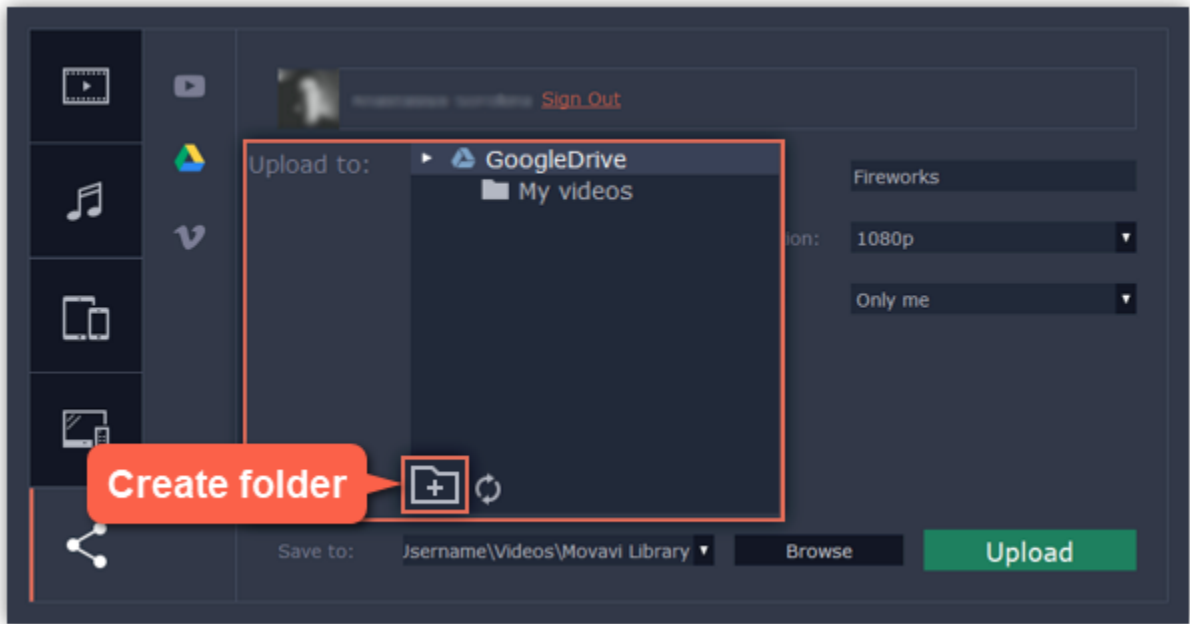 Sign Out
Upload to:
GoogleDrive
My videos
Fireworks
ion:
1080p
Only me
Create folder
Save to:
Jsername\Videos\Movavi Library
Browse
Upload